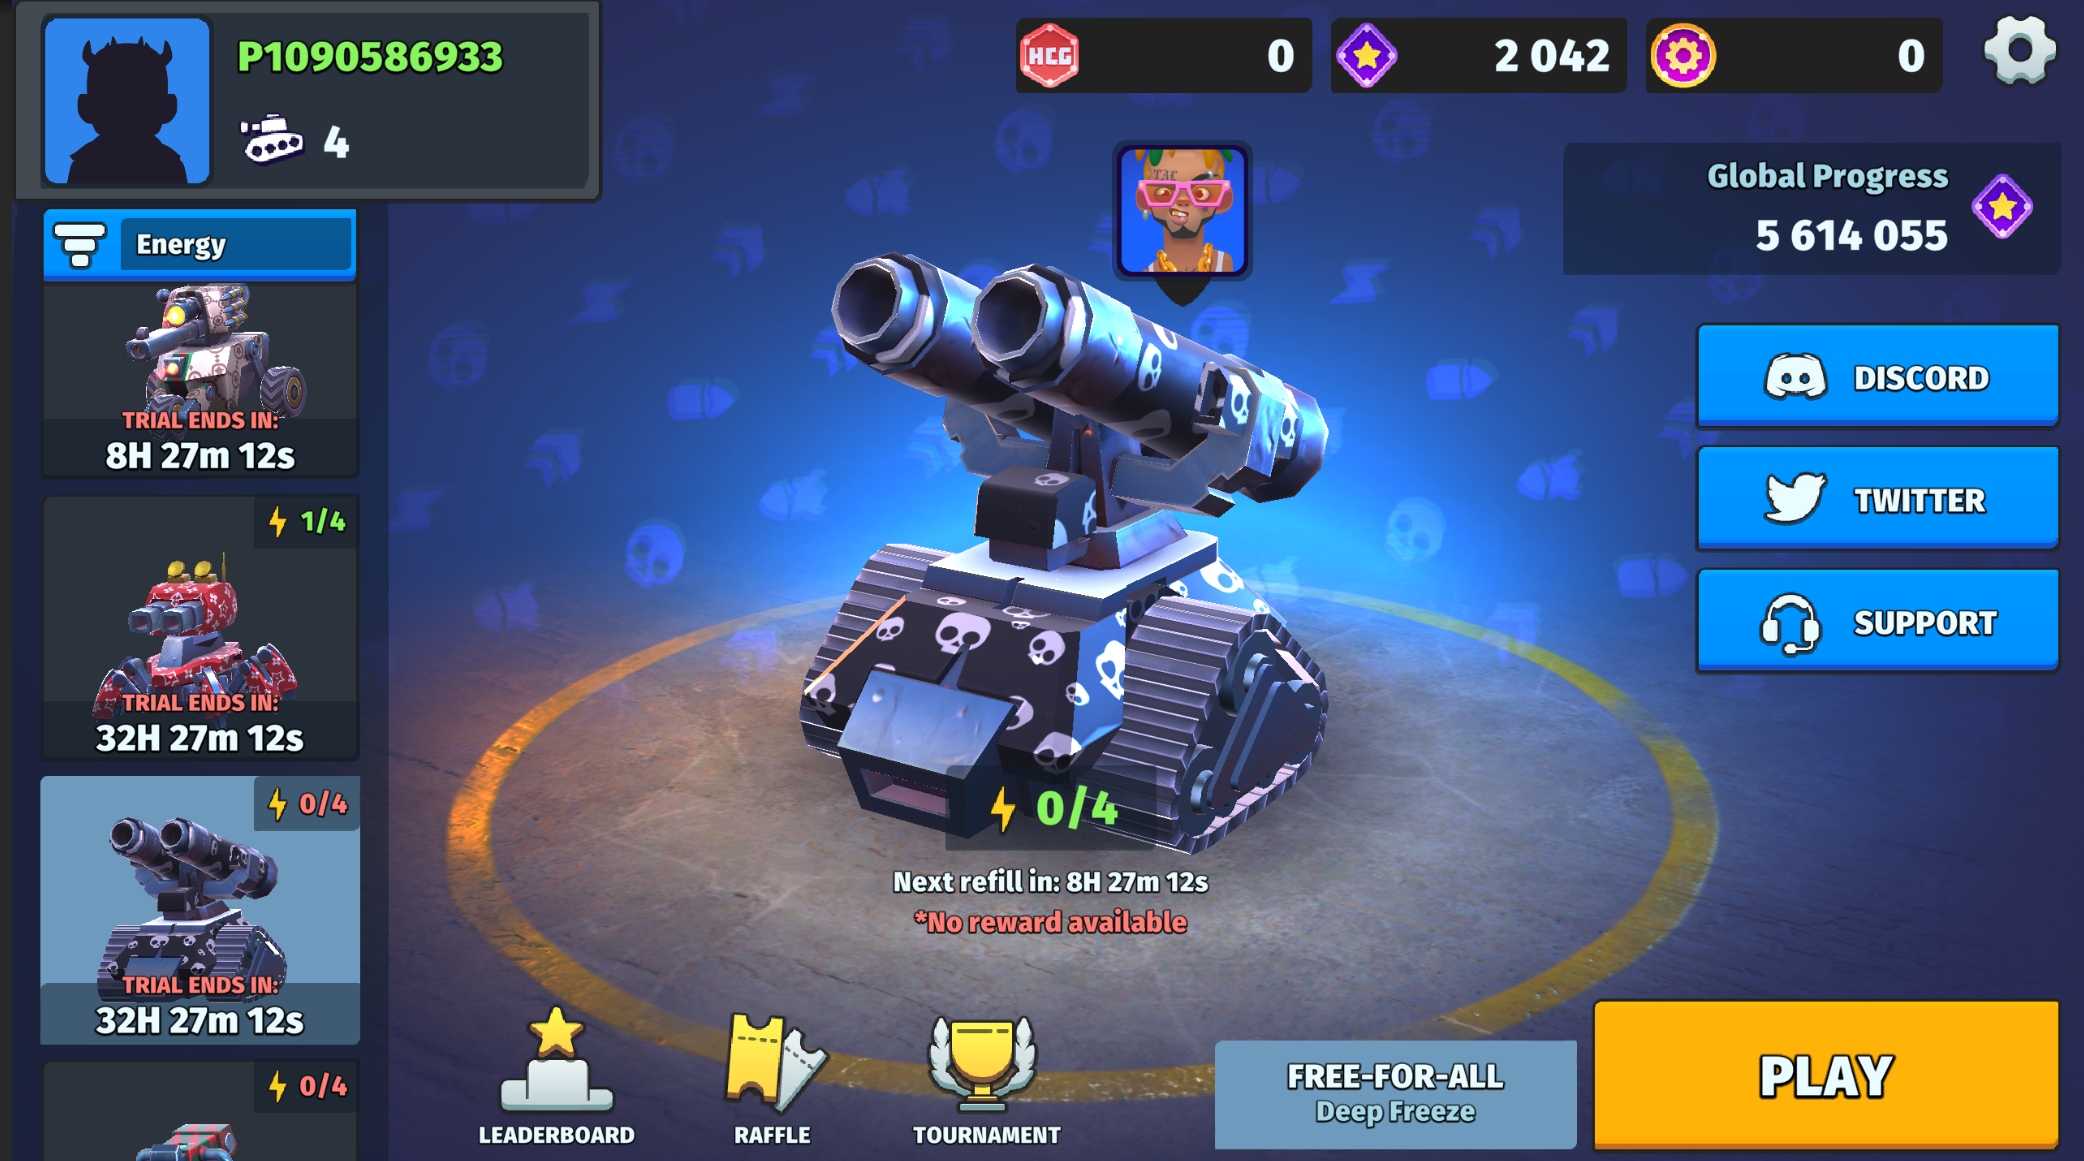 P1090586933
4
HCG
0
2 042
0
Global Progress
5 614 055
Energy
TRIAL ENDS IN:
8H 27m 12s
1/4
TRIAL ENDS IN:
32H 27m 12s
0/4
TRIAL ENDS IN:
32H 27m 12s
0/4
DISCORD
TWITTER
SUPPORT
0/4
Next refill in: 8H 27m 12s
*No reward available
LEADERBOARD
RAFFLE
TOURNAMENT
FREE-FOR-ALL
Deep Freeze
PLAY